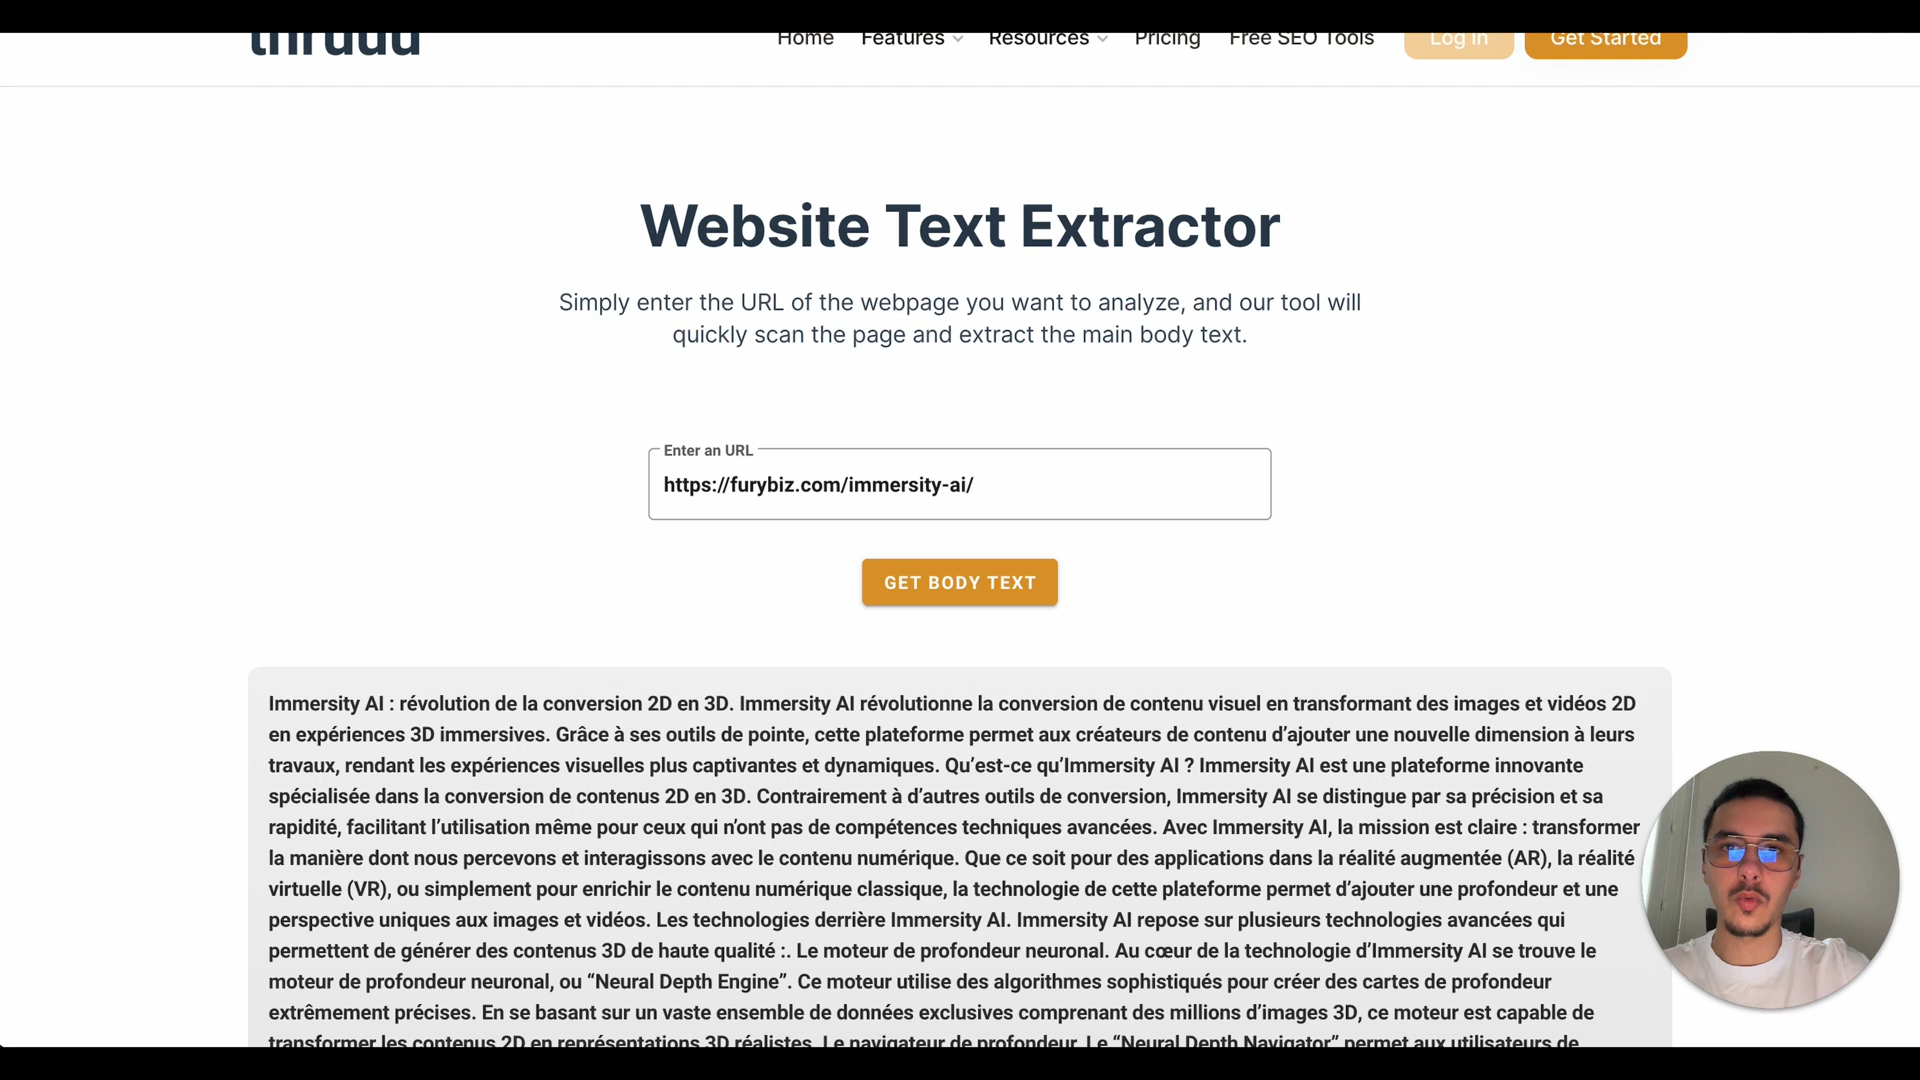 thruuu
Home Features Resources Pricing Free SEO Tools Log In Get Started
Website Text Extractor
Simply enter the URL of the webpage you want to analyze, and our tool will
quickly scan the page and extract the main body text.
Enter an URL
https://furybiz.com/immersity-ai/
GET BODY TEXT
Immersity AI : révolution de la conversion 2D en 3D. Immersity AI révolutionne la conversion de contenu visuel en transformant des images et vidéos 2D
en expériences 3D immersives. Grâce à ses outils de pointe, cette plateforme permet aux créateurs de contenu d’ajouter une nouvelle dimension à leurs
travaux, rendant les expériences visuelles plus captivantes et dynamiques. Qu’est-ce qu’Immersity AI ? Immersity AI est une plateforme innovante
spécialisée dans la conversion de contenus 2D en 3D. Contrairement à d’autres outils de conversion, Immersity AI se distingue par sa précision et sa
rapidité, facilitant l’utilisation même pour ceux qui n’ont pas de compétences techniques avancées. Avec Immersity AI, la mission est claire : transformer
la manière dont nous percevons et interagissons avec le contenu numérique. Que ce soit pour des applications dans la réalité augmentée (AR), la réalité
virtuelle (VR), ou simplement pour enrichir le contenu numérique classique, la technologie de cette plateforme permet d’ajouter une profondeur et une
perspective uniques aux images et vidéos. Les technologies derrière Immersity AI. Immersity AI repose sur plusieurs technologies avancées qui
permettent de générer des contenus 3D de haute qualité :. Le moteur de profondeur neuronal. Au cœur de la technologie d’Immersity AI se trouve le
moteur de profondeur neuronal, ou “Neural Depth Engine”. Ce moteur utilise des algorithmes sophistiqués pour créer des cartes de profondeur
extrêmement précises. En se basant sur un vaste ensemble de données exclusives comprenant des millions d’images 3D, ce moteur est capable de
transformer les contenus 2D en représentations 3D réalistes. Le navigateur de profondeur. Le “Neural Depth Navigator” permet aux utilisateurs de